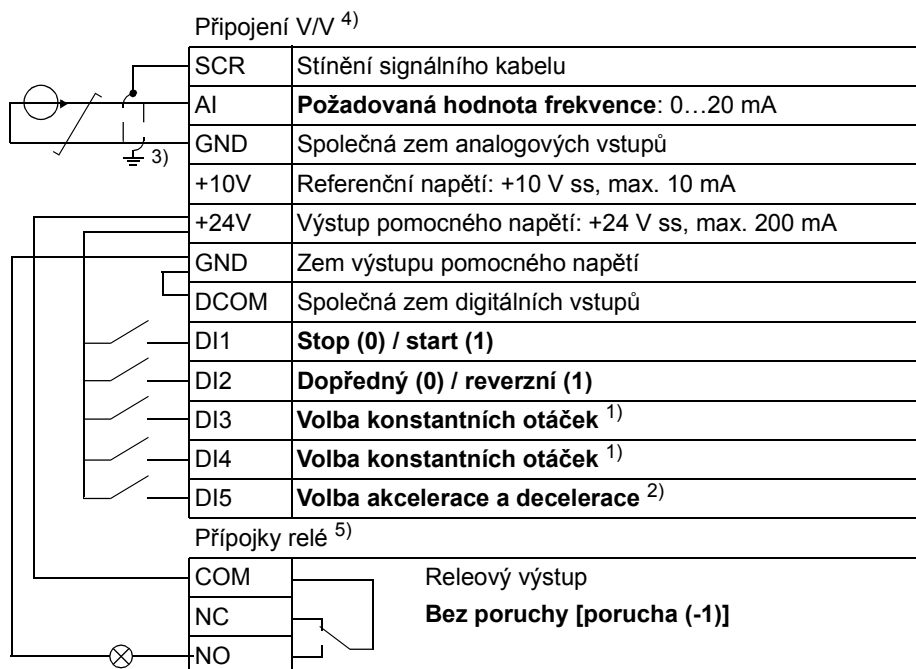 Připojení V/V 4)
SCR Stínění signálního kabelu
AI Požadovaná hodnota frekvence: 0…20 mA
GND Společná zem analogových vstupů
3)
+10V Referenční napětí: +10 V ss, max. 10 mA
+24V Výstup pomocného napětí: +24 V ss, max. 200 mA
GND Zem výstupu pomocného napětí
DCOM Společná zem digitálních vstupů
DI1 Stop (0) / start (1)
DI2 Dopředný (0) / reverzní (1)
DI3 Volba konstantních otáček 1)
DI4 Volba konstantních otáček 1)
DI5 Volba akcelerace a decelerace 2)
Přípojky relé 5)
COM Releový výstup
NC Bez poruchy [porucha (-1)]
NO